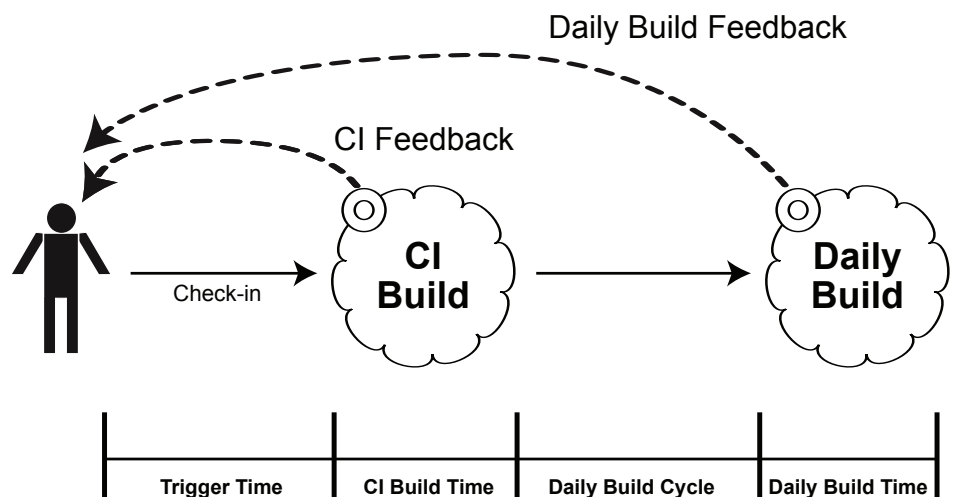 Daily Build Feedback
CI Feedback
CI
Build
Daily
Build
Check-in
Trigger Time
CI Build Time
Daily Build Cycle
Daily Build Time